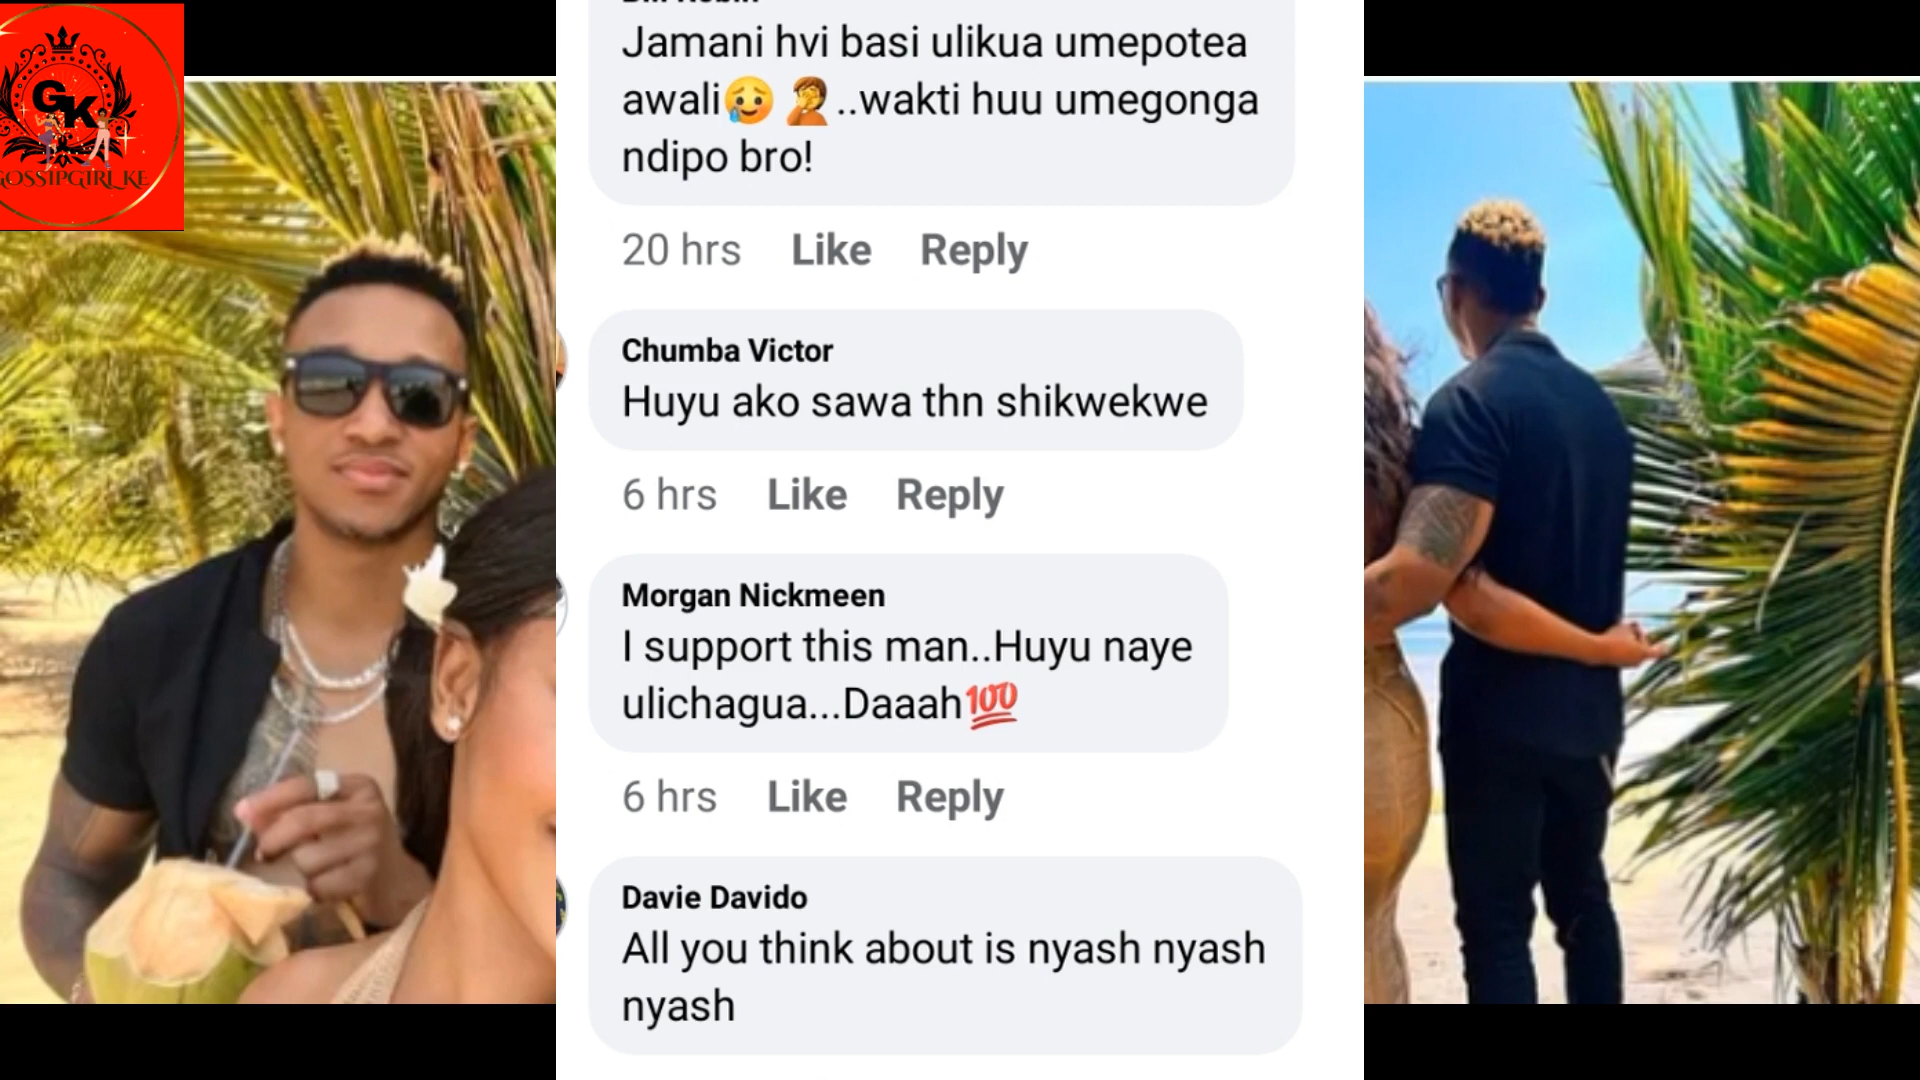 GK
GOSSIPGIRL KE
Jamani hvi basi ulikua umepotea
awali🥲🤦..wakti huu umegonga
ndipo bro!
20 hrs Like Reply
Chumba Victor
Huyu ako sawa thn shikwekwe
6 hrs Like Reply
Morgan Nickmeen
I support this man..Huyu naye
ulichagua...Daaah💯
6 hrs Like Reply
Davie Davido
All you think about is nyash nyash
nyash